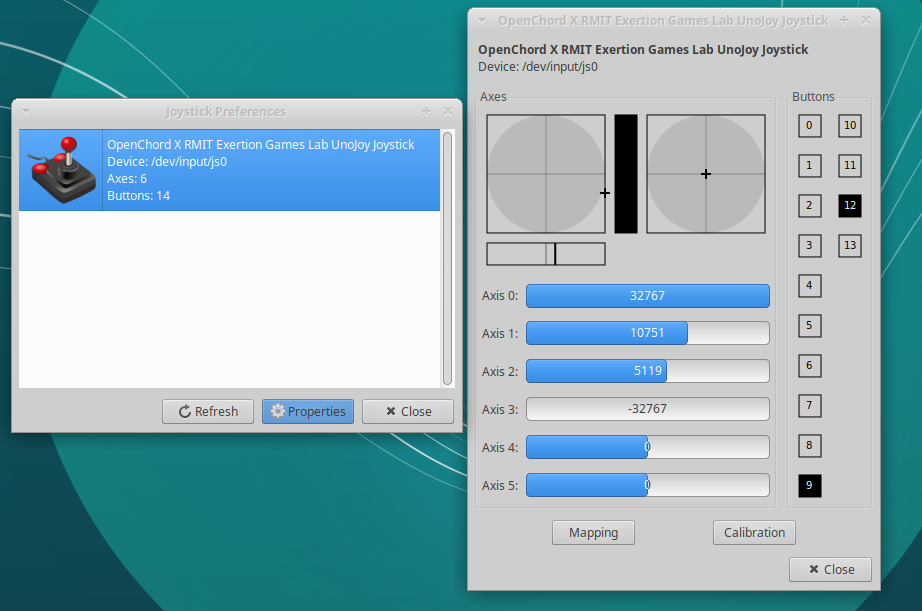 Joystick Preferences
OpenChord X RMIT Exertion Games Lab UnoJoy Joystick
Device: /dev/input/js0
Axes: 6
Buttons: 14
Refresh
Properties
Close
OpenChord X RMIT Exertion Games Lab UnoJoy Joystick
OpenChord X RMIT Exertion Games Lab UnoJoy Joystick
Device: /dev/input/js0
Axes
Axis 0: 32767
Axis 1: 10751
Axis 2: 5119
Axis 3: -32767
Axis 4: 0
Axis 5: 0
Buttons
0 10
1 11
2 12
3 13
4
5
6
7
8
9
Mapping
Calibration
Close